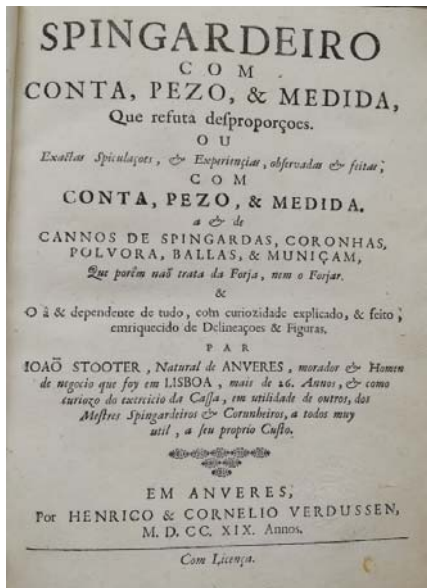 SPINGARDEIRO
COM
CONTA, PEZO, & MEDIDA,
Que refuta desproporçoes.
OU
Exactas Spiculaçoes, & Experiençias, observadas & feitas;
COM
CONTA, PEZO, & MEDIDA.
a & de
CANNOS DE SPINGARDAS, CORONHAS,
POLVORA, BALLAS, & MUNIÇAM,
Que porêm naõ trata da Forja, nem o Forjar.
&
O â & dependente de tudo, com curiozidade explicado, & feito;
emriquecido de Delineaçoes & Figuras.
PAR
IOAÕ STOOTER, Natural de ANVERES, morador & Homen
de negocio que foy em LISBOA, mais de 26. Annos, & como
curiozo do exercicio da Cassa, em utilidade de outros, dos
Mestres Spingardeiros & Corunheiros, a todos muy
util, a seu proprio Custo.
EM ANVERES,
Por HENRICO & CORNELIO VERDUSSEN,
M. D. CC. XIX. Annos.
Com Licença.